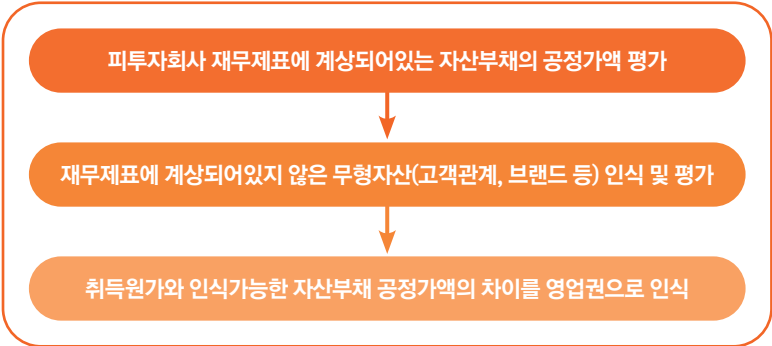 피투자회사 재무제표에 계상되어있는 자산부채의 공정가액 평가
재무제표에 계상되어있지 않은 무형자산(고객관계, 브랜드 등) 인식 및 평가
취득원가와 인식가능한 자산부채 공정가액의 차이를 영업권으로 인식